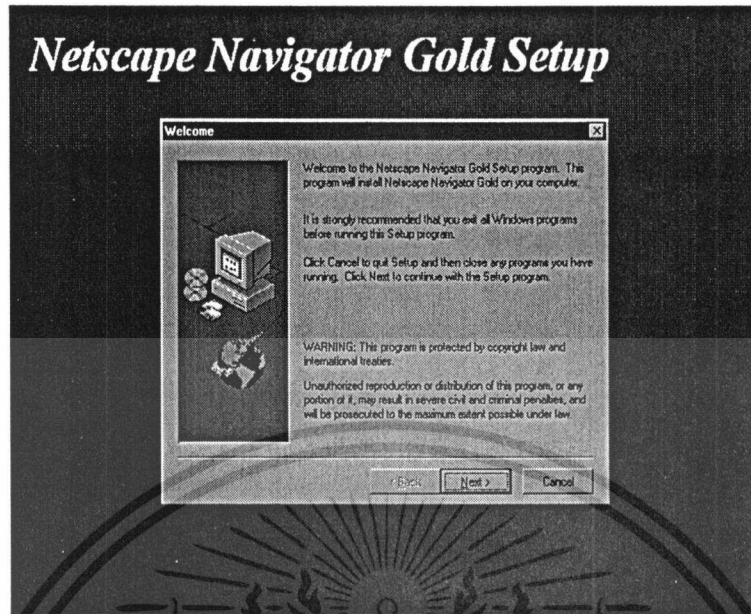 Netscape Navigator Gold Setup
Welcome
Welcome to the Netscape Navigator Gold Setup program. This
program will install Netscape Navigator Gold on your computer.
It is strongly recommended that you exit all Windows programs
before running this Setup program.
Click Cancel to quit Setup and then close any programs you have
running. Click Next to continue with the Setup program.
WARNING: This program is protected by copyright law and
international treaties.
Unauthorized reproduction or distribution of this program, or any
portion of it, may result in severe civil and criminal penalties, and
will be prosecuted to the maximum extent possible under law.
< Back Next > Cancel